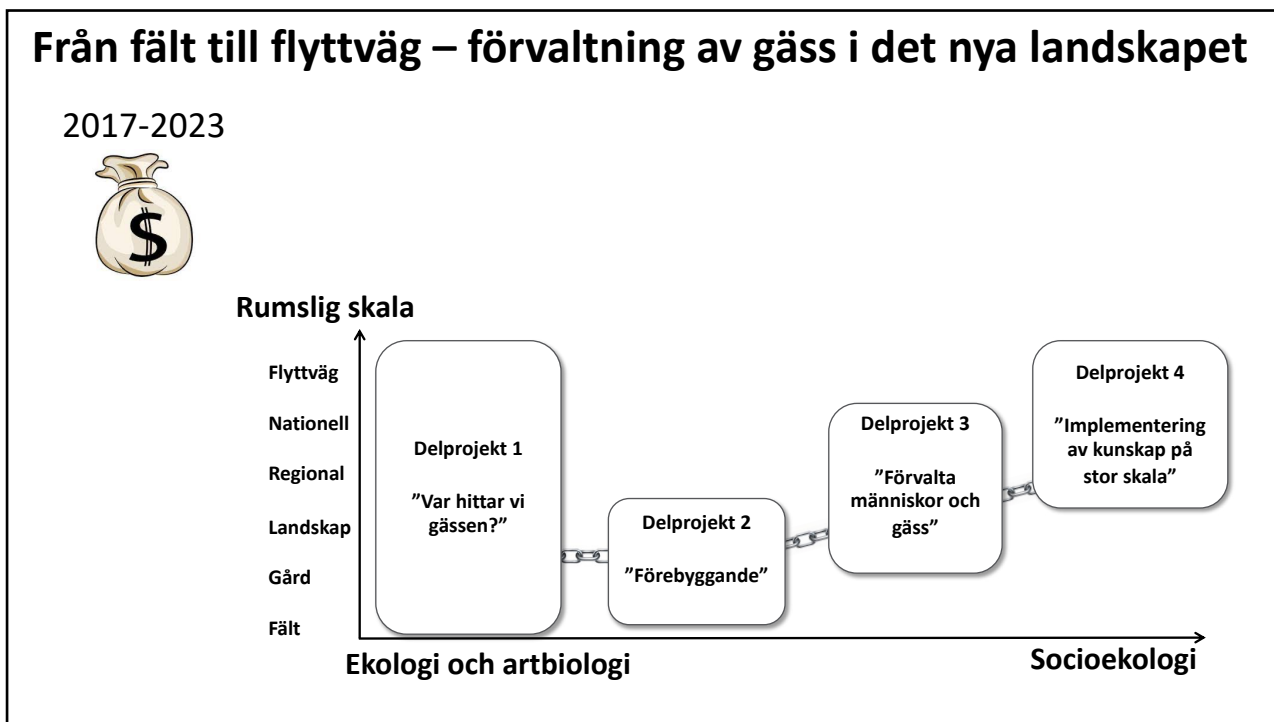 Från fält till flyttväg – förvaltning av gäss i det nya landskapet
2017-2023
$
Rumslig skala
Flyttväg
Nationell
Regional
Landskap
Gård
Fält
Delprojekt 1
”Var hittar vi
gässen?”
Delprojekt 2
”Förebyggande”
Delprojekt 3
”Förvalta
människor och
gäss”
Delprojekt 4
”Implementering
av kunskap på
stor skala”
Ekologi och artbiologi
Socioekologi